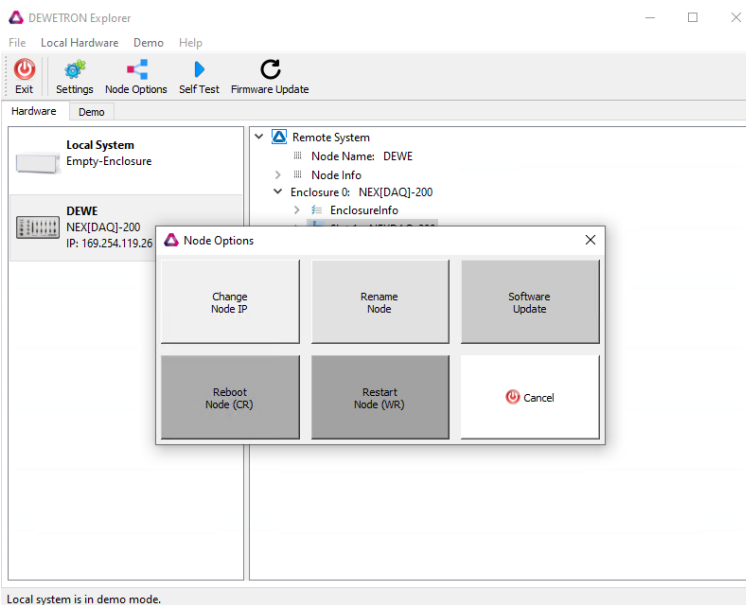 DEWETRON Explorer
File Local Hardware Demo Help
Exit Settings Node Options Self Test Firmware Update
Hardware Demo
Local System
Empty-Enclosure
DEWE
NEX[DAQ]-200
IP: 169.254.119.26
Remote System
Node Name: DEWE
Node Info
Enclosure 0: NEX[DAQ]-200
EnclosureInfo
Node Options
Change
Node IP
Rename
Node
Software
Update
Reboot
Node (CR)
Restart
Node (WR)
Cancel
Local system is in demo mode.